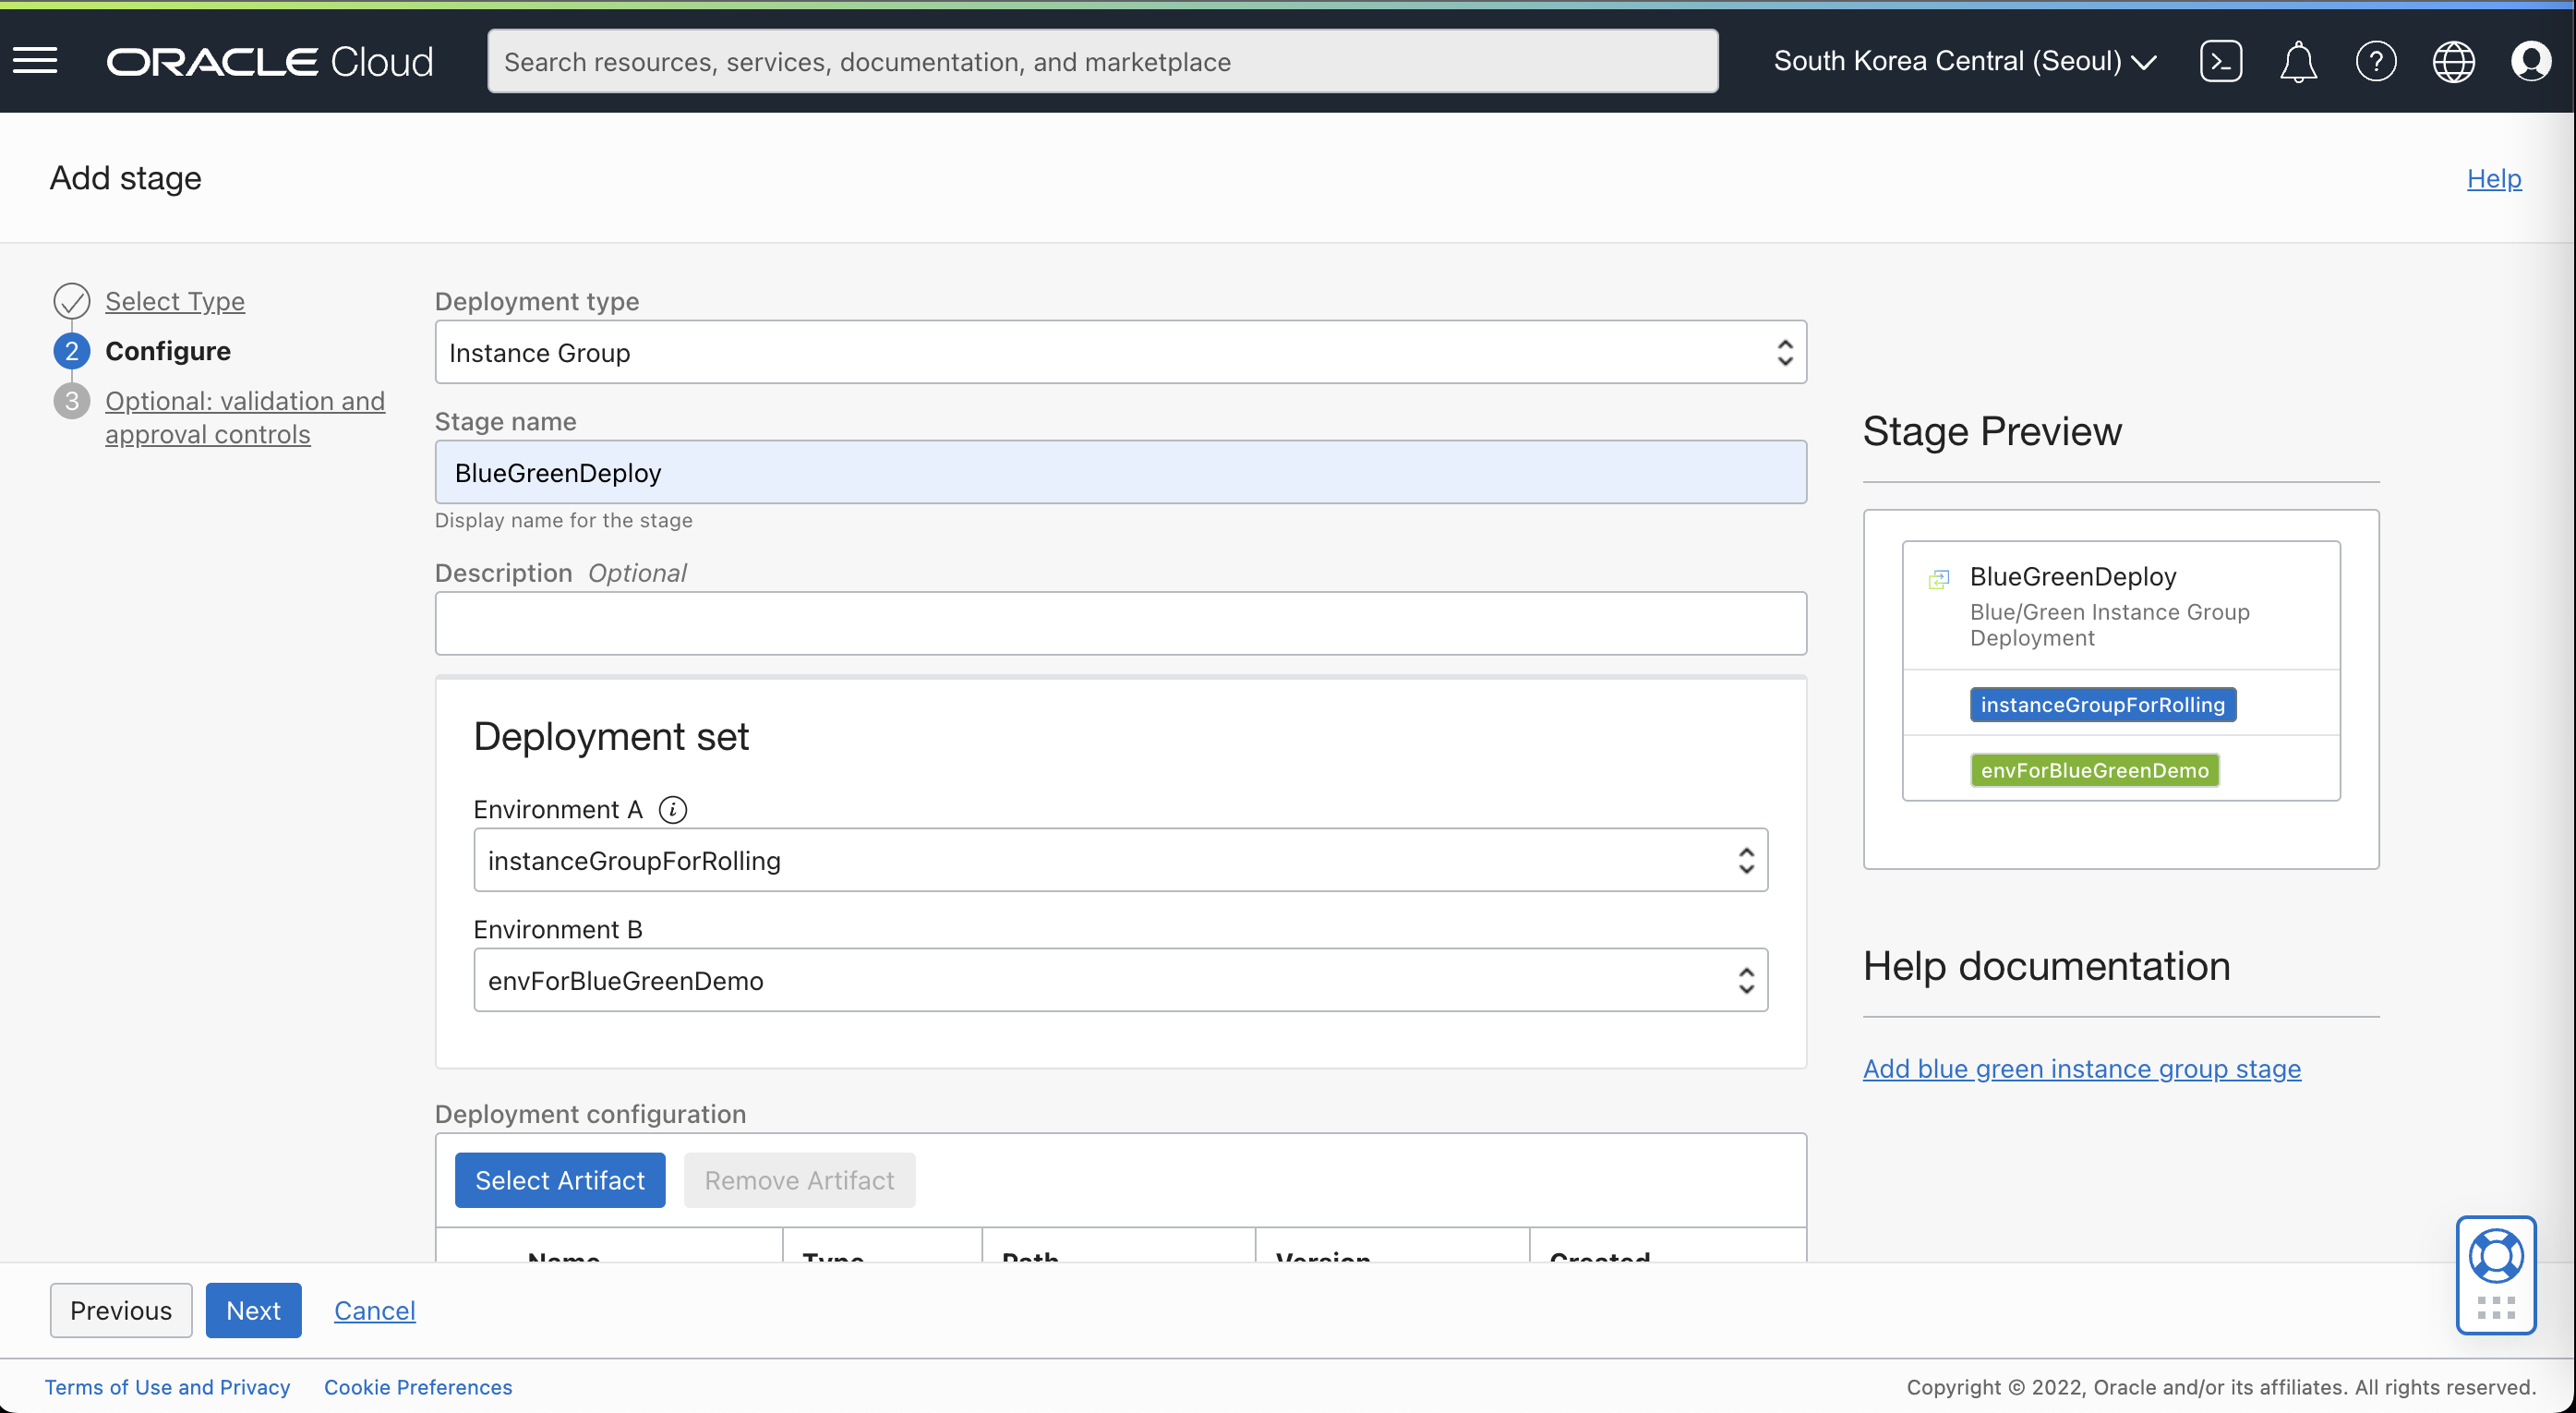 ORACLE Cloud
Search resources, services, documentation, and marketplace
South Korea Central (Seoul)
Add stage
Help
Select Type
2 Configure
3 Optional: validation and
approval controls
Deployment type
Instance Group
Stage name
BlueGreenDeploy
Display name for the stage
Description Optional
Deployment set
Environment A i
instanceGroupForRolling
Environment B
envForBlueGreenDemo
Deployment configuration
Select Artifact Remove Artifact
Name Type Path Version Created
Stage Preview
BlueGreenDeploy
Blue/Green Instance Group
Deployment
instanceGroupForRolling
envForBlueGreenDemo
Help documentation
Add blue green instance group stage
Previous Next Cancel
Terms of Use and Privacy Cookie Preferences
Copyright © 2022, Oracle and/or its affiliates. All rights reserved.